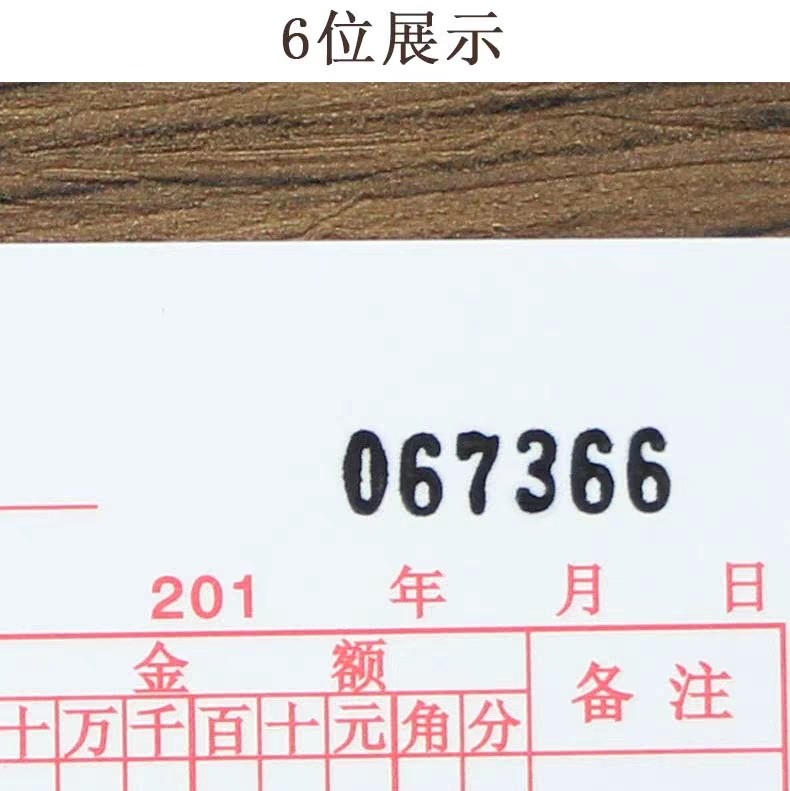 6位展示
067366
201 年 月 日
金 额 备 注
十 万 千 百 十 元 角 分